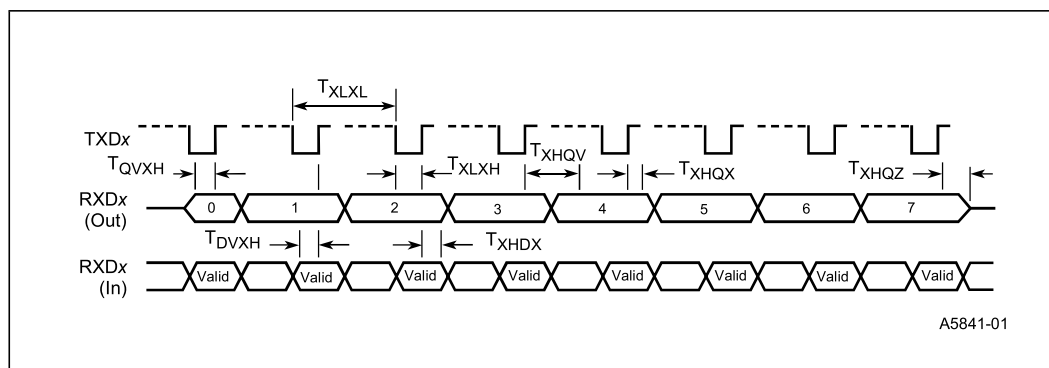 TXLXL
TXDx
TQVXH TXLXH TXHQV TXHQX TXHQZ
RXDx
(Out)
0 1 2 3 4 5 6 7
TDVXH TXHDX
RXDx
(In)
Valid Valid Valid Valid Valid Valid Valid Valid
A5841-01